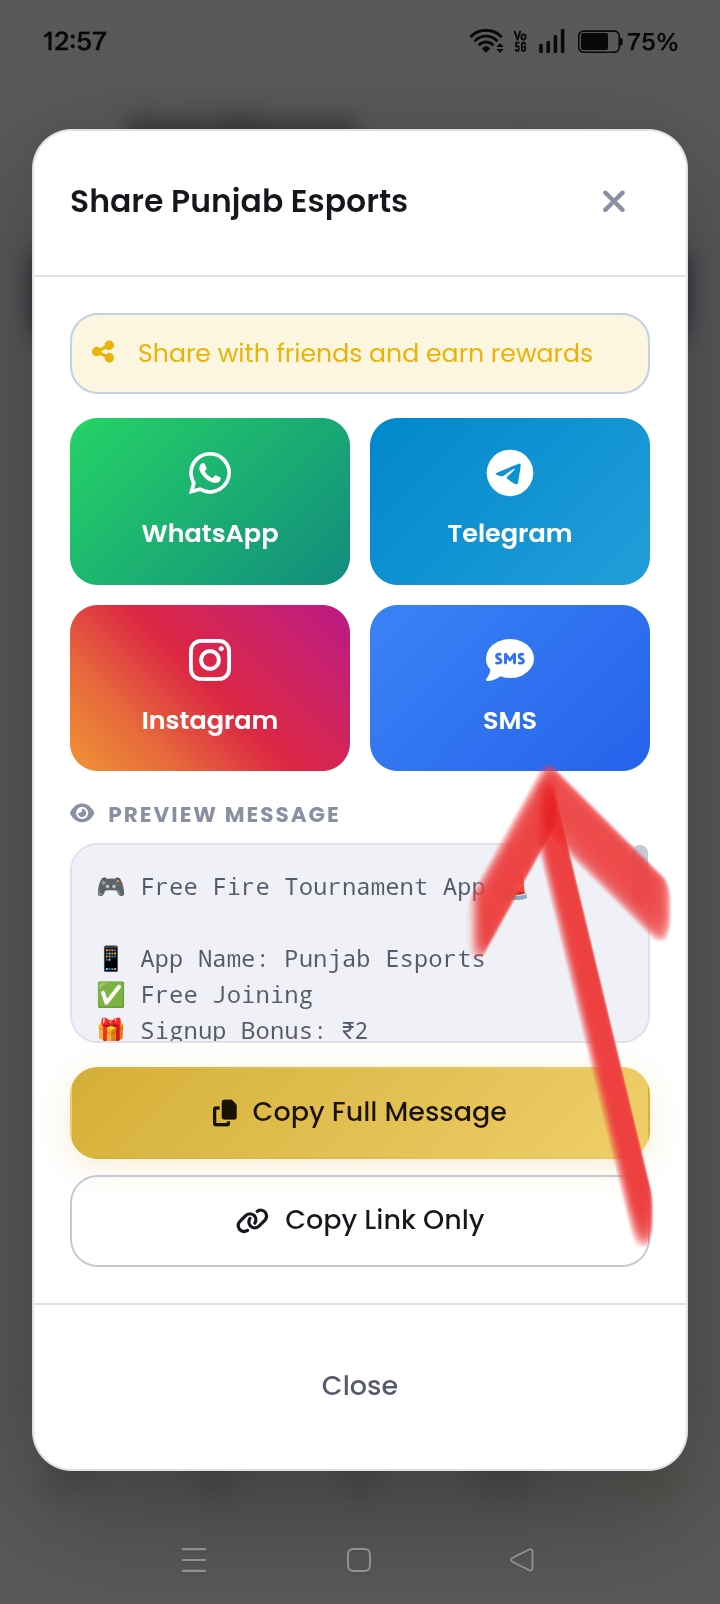 12:57
Vo
5G
75%
Share Punjab Esports
Share with friends and earn rewards
WhatsApp
Telegram
Instagram
SMS
SMS
PREVIEW MESSAGE
🎮 Free Fire Tournament App 🚨
📱 App Name: Punjab Esports
✅ Free Joining
🎁 Signup Bonus: ₹2
Copy Full Message
Copy Link Only
Close